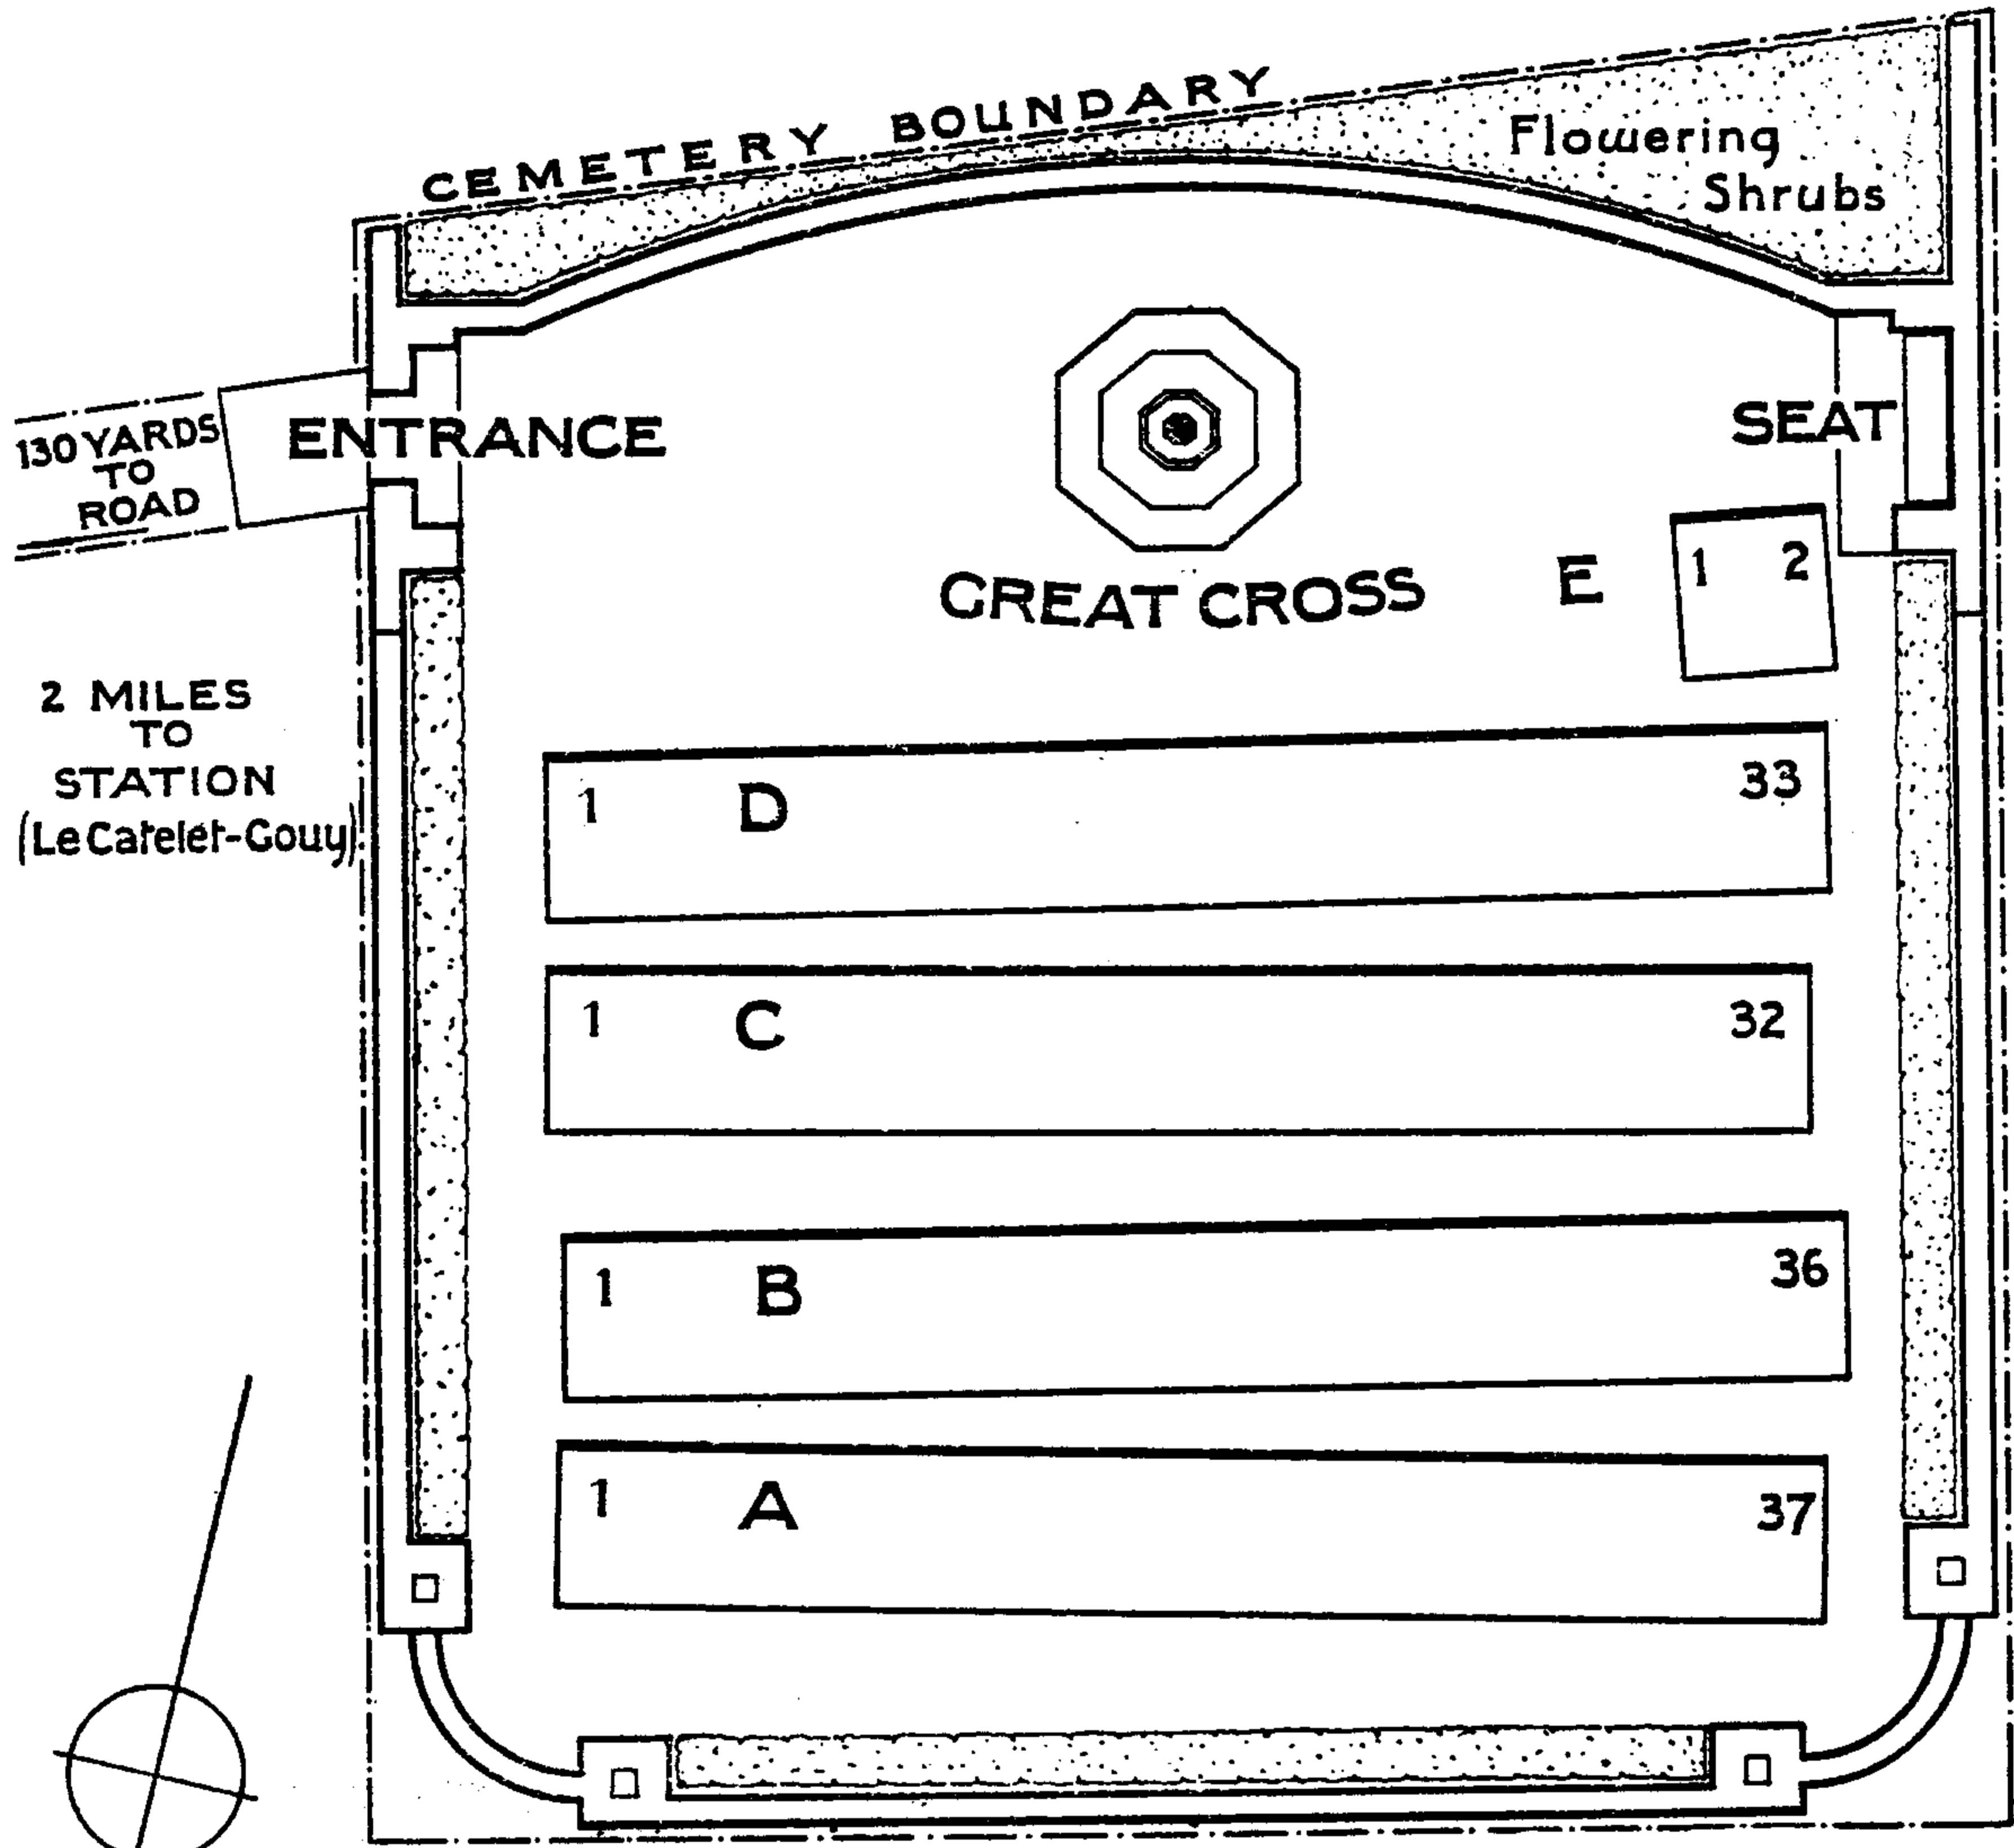 CEMETERY BOUNDARY
Flowering
Shrubs
130 YARDS
TO
ROAD
ENTRANCE
SEAT
GREAT CROSS
E
1 2
2 MILES
TO
STATION
(Le Catelet-Gouy)
1 D 33
1 C 32
1 B 36
1 A 37